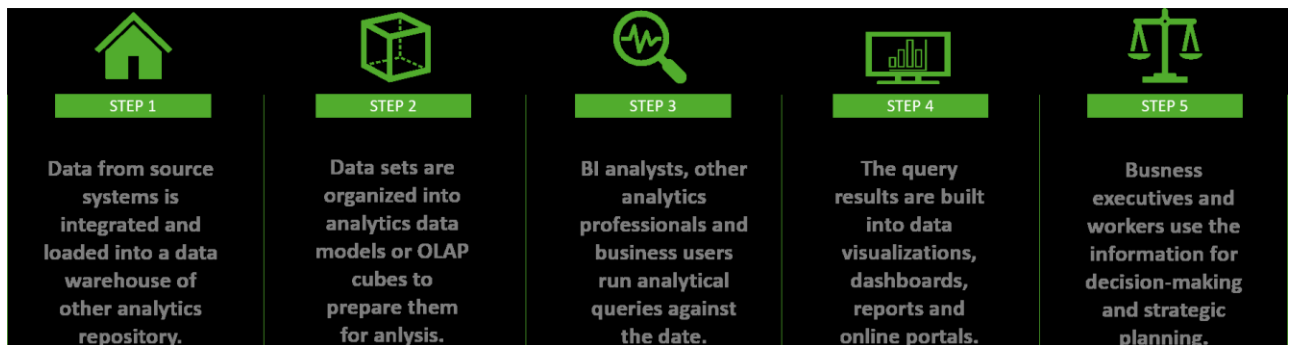 STEP 1
Data from source
systems is
integrated and
loaded into a data
warehouse of
other analytics
repository.
STEP 2
Data sets are
organized into
analytics data
models or OLAP
cubes to
prepare them
for anlysis.
STEP 3
BI analysts, other
analytics
professionals and
business users
run analytical
queries against
the date.
STEP 4
The query
results are built
into data
visualizations,
dashboards,
reports and
online portals.
STEP 5
Busness
executives and
workers use the
information for
decision-making
and strategic
planning.